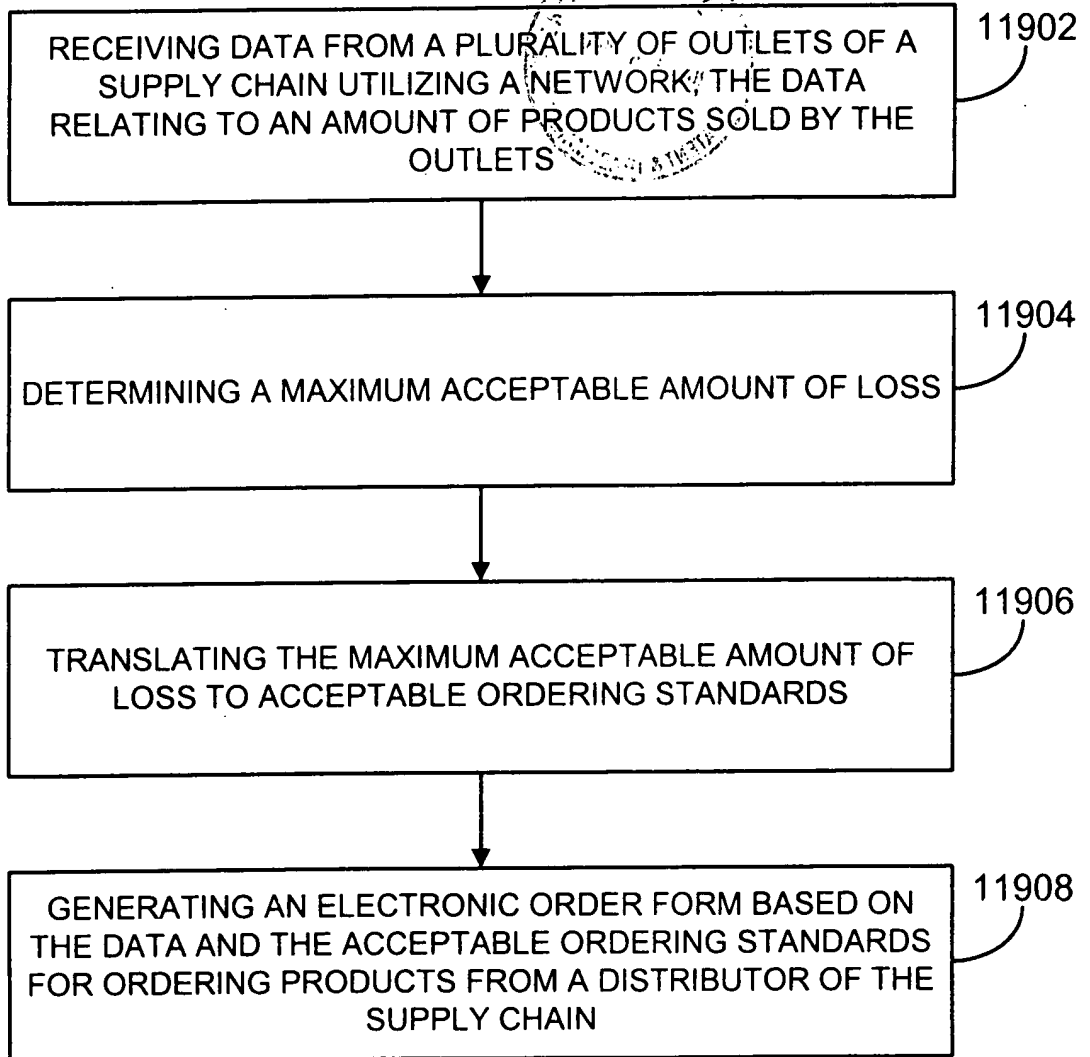 RECEIVING DATA FROM A PLURALITY OF OUTLETS OF A
SUPPLY CHAIN UTILIZING A NETWORK, THE DATA
RELATING TO AN AMOUNT OF PRODUCTS SOLD BY THE
OUTLETS
11902
DETERMINING A MAXIMUM ACCEPTABLE AMOUNT OF LOSS
11904
TRANSLATING THE MAXIMUM ACCEPTABLE AMOUNT OF
LOSS TO ACCEPTABLE ORDERING STANDARDS
11906
GENERATING AN ELECTRONIC ORDER FORM BASED ON
THE DATA AND THE ACCEPTABLE ORDERING STANDARDS
FOR ORDERING PRODUCTS FROM A DISTRIBUTOR OF THE
SUPPLY CHAIN
11908